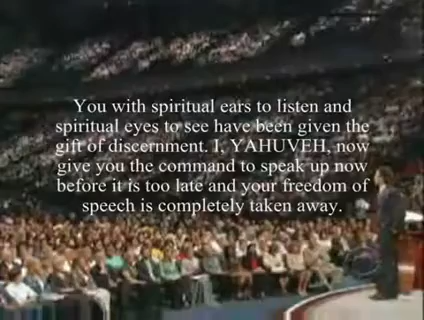 You with spiritual ears to listen and
spiritual eyes to see have been given the
gift of discernment. I, YAHUVEH, now
give you the command to speak up now
before it is too late and your freedom of
speech is completely taken away.